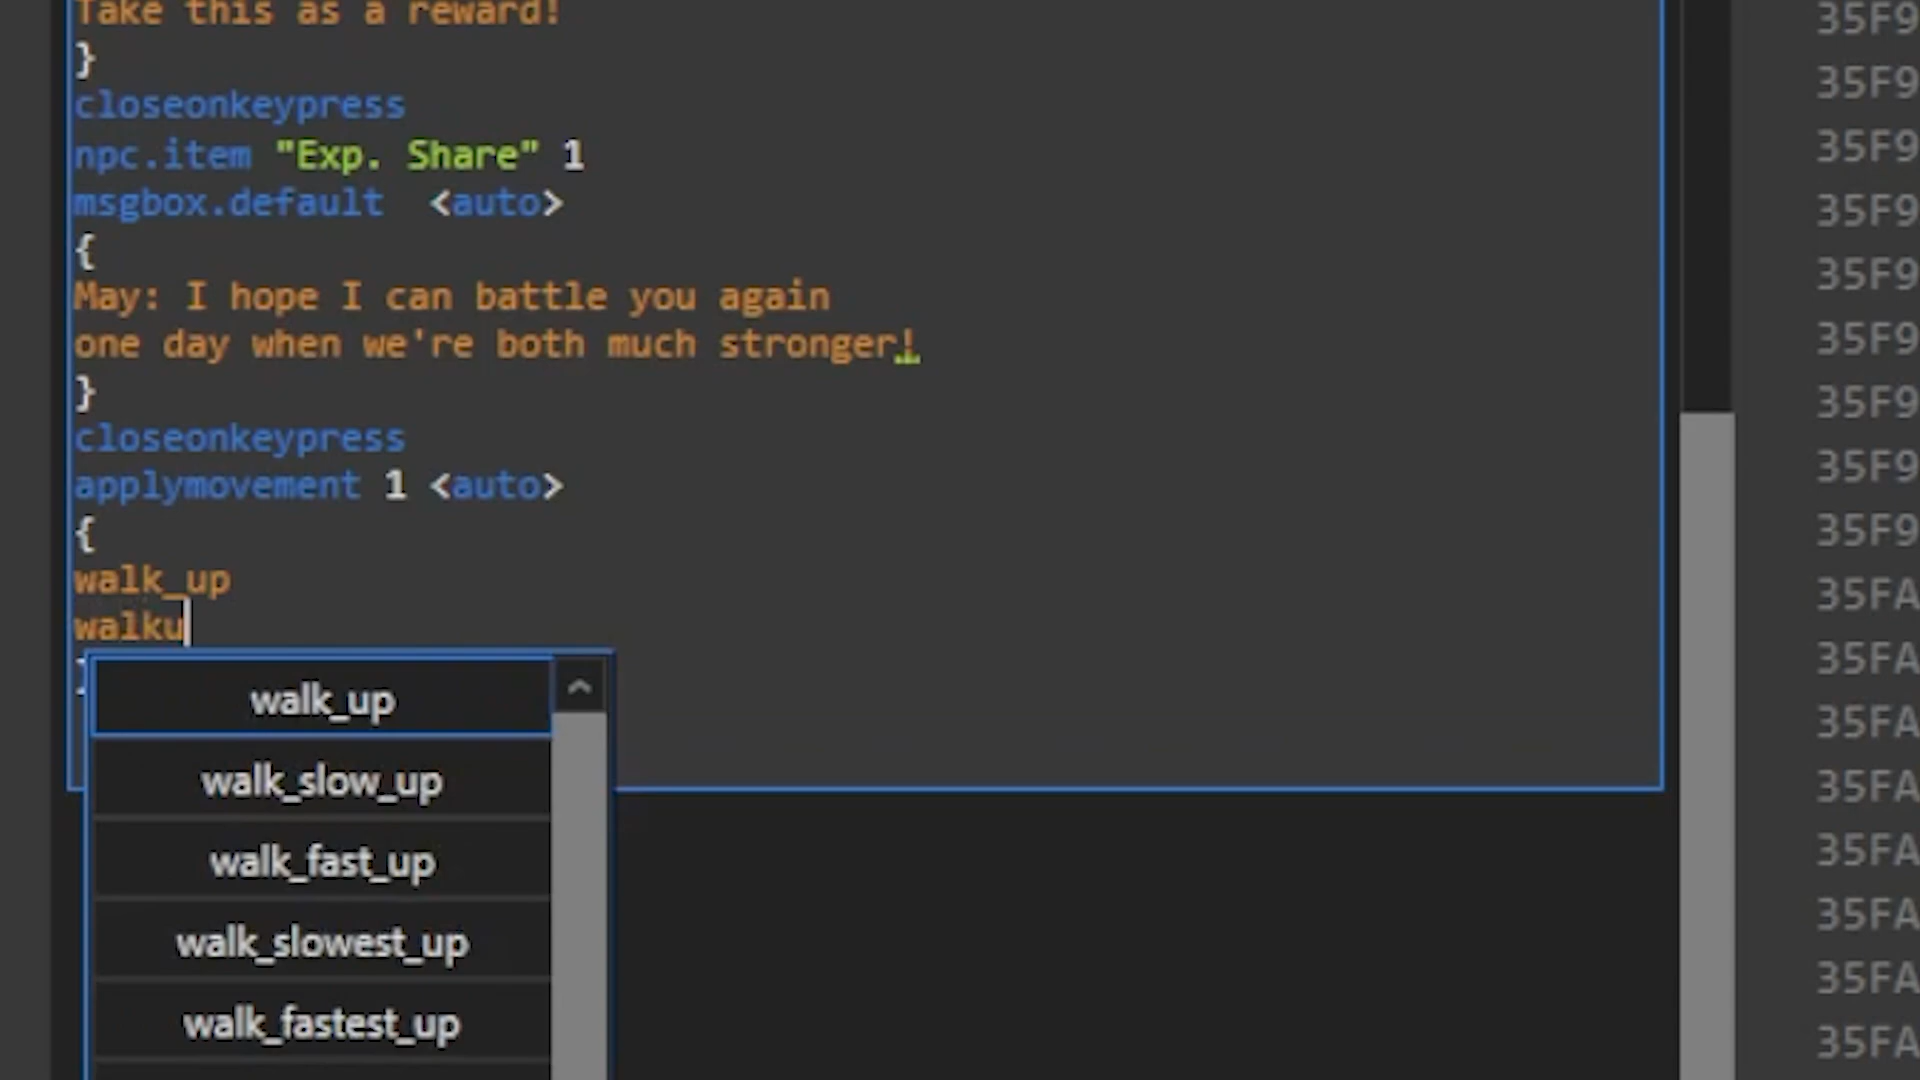 Take this as a reward!
}
closeonkeypress
npc.item "Exp. Share" 1
msgbox.default  <auto>
{
May: I hope I can battle you again
one day when we're both much stronger!
}
closeonkeypress
applymovement 1 <auto>
{
walk_up
walku
walk_up
walk_slow_up
walk_fast_up
walk_slowest_up
walk_fastest_up
35F9
35F9
35F9
35F9
35F9
35F9
35F9
35F9
35F9
35FA
35FA
35FA
35FA
35FA
35FA
35FA
35FA